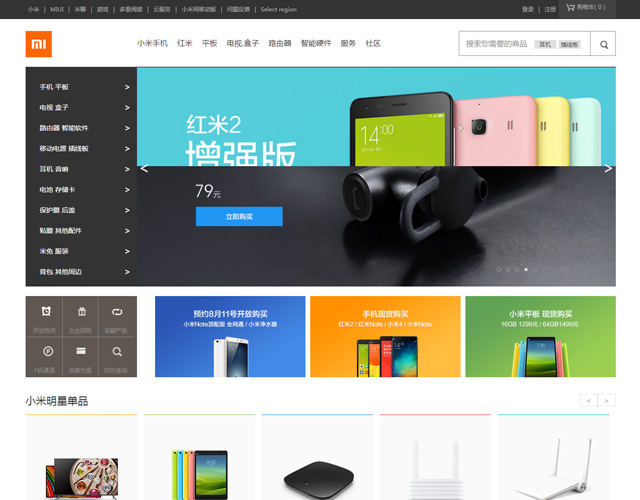 小米 | MIUI | 米聊 | 游戏 | 多看阅读 | 云服务 | 小米网移动版 | 问题反馈 | Select region
登录 | 注册 购物车( 0 )
mi
小米手机 红米 平板 电视.盒子 路由器 智能硬件 服务 社区
搜索您需要的商品 耳机 插线板
手机 平板 >
电视 盒子 >
路由器 智能软件 >
移动电源 插线板 >
耳机 音响 >
电池 存储卡 >
保护膜 后盖 >
贴膜 其他配件 >
米兔 服装 >
背包 其他周边 >
红米2
增强版
14:00
79元
立即购买
< >
开放购买 企业团购
F码通道
预约8月11号开放购买
小米Note顶配版 全网通 / 小米净水器
手机现货购买
红米2 / 红米Note / 小米4 / 小米Note
小米平板 现货购买
16GB 1299元 / 64GB1499元
小米明星单品
< >